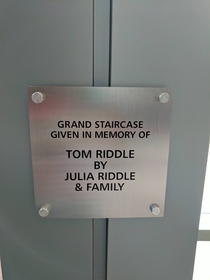 GRAND STAIRCASE
GIVEN IN MEMORY OF
TOM RIDDLE
BY
JULIA RIDDLE
& FAMILY